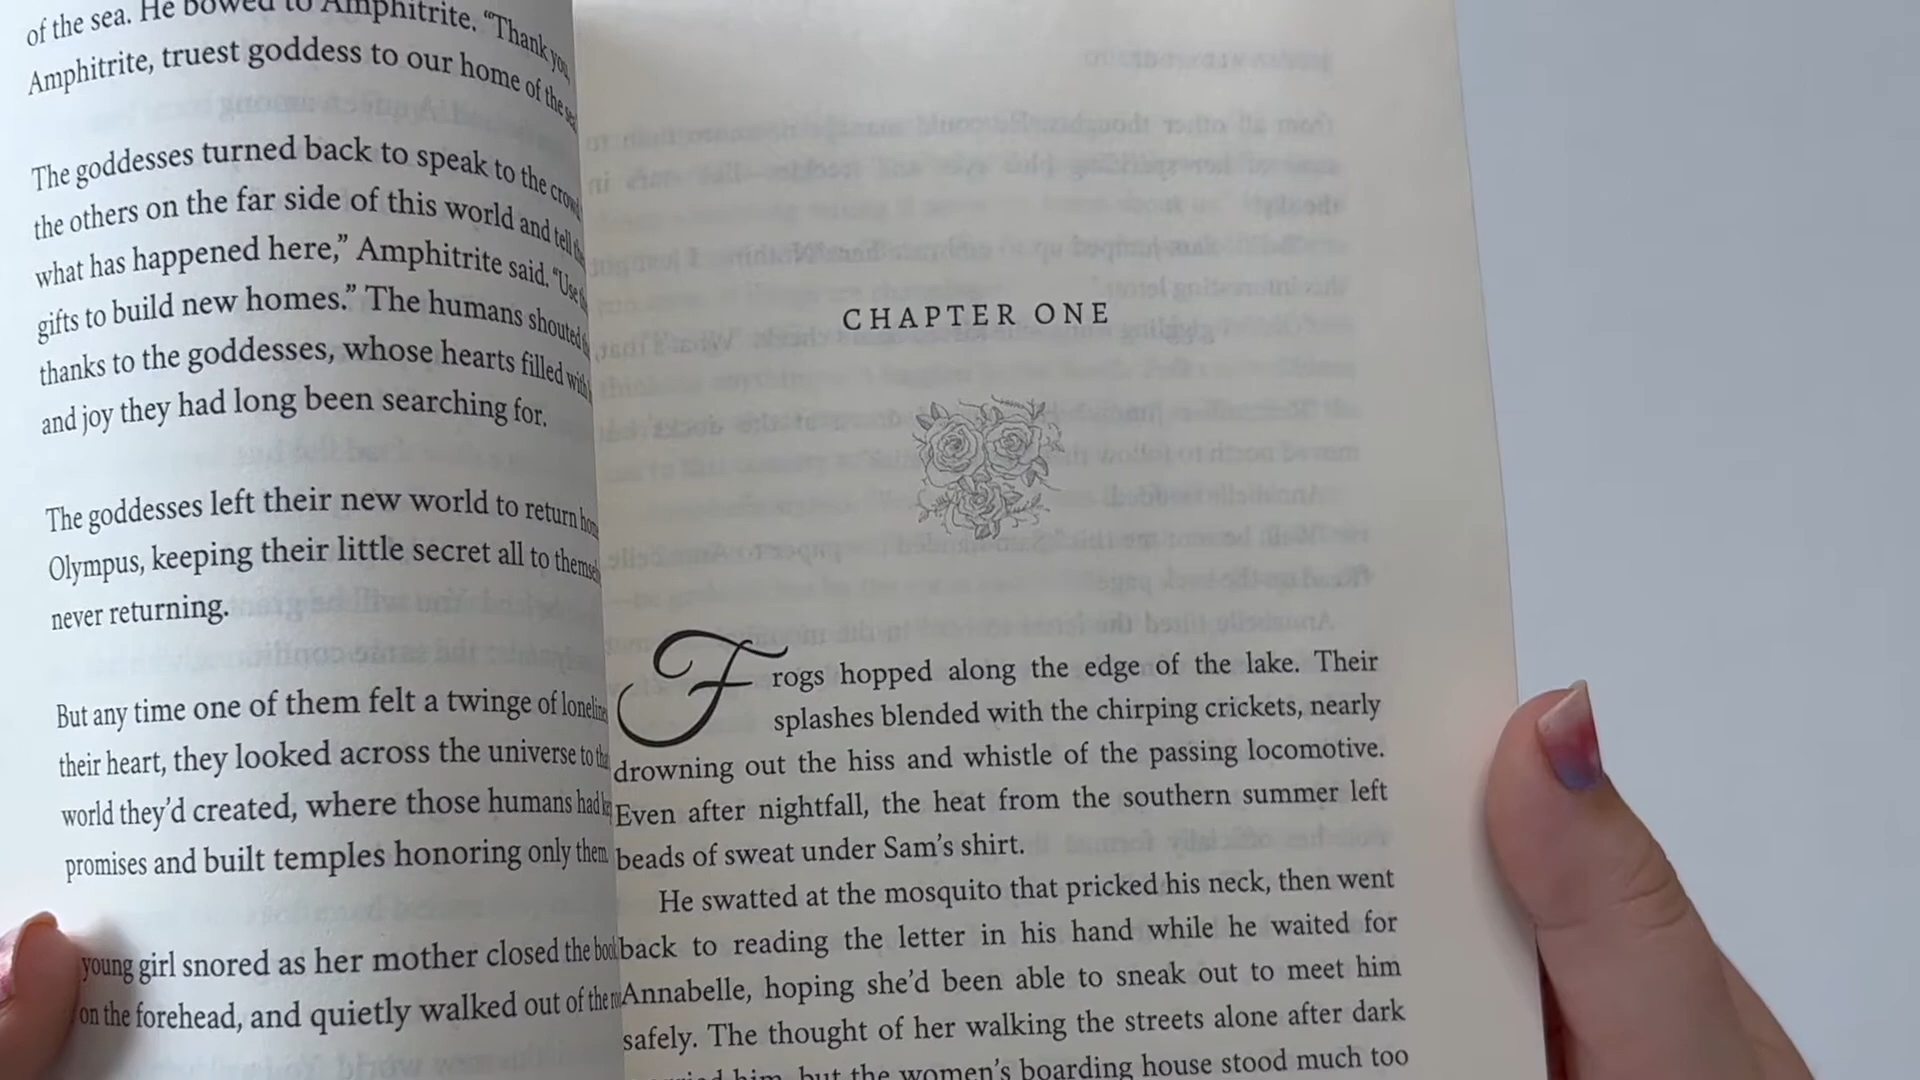 of the sea. He bowed to Amphitrite. “Thank you,
Amphitrite, truest goddess to our home of the sea
The goddesses turned back to speak to the
the others on the far side of this world and tell
what has happened here,” Amphitrite said. “Use
gifts to build new homes.” The humans shouted
thanks to the goddesses, whose hearts filled with
and joy they had long been searching for.
The goddesses left their new world to return
Olympus, keeping their little secret all to
never returning.
But any time one of them felt a twinge of
their heart, they looked across the universe to
world they’d created, where those humans had
promises and built temples honoring only them
young girl snored as her mother closed the
on the forehead, and quietly walked out of the
CHAPTER ONE
Frogs hopped along the edge of the lake. Their
splashes blended with the chirping crickets, nearly
drowning out the hiss and whistle of the passing locomotive.
Even after nightfall, the heat from the southern summer left
beads of sweat under Sam’s shirt.
He swatted at the mosquito that pricked his neck, then went
back to reading the letter in his hand while he waited for
Annabelle, hoping she’d been able to sneak out to meet him
safely. The thought of her walking the streets alone after dark
him, but the women’s boarding house stood much too